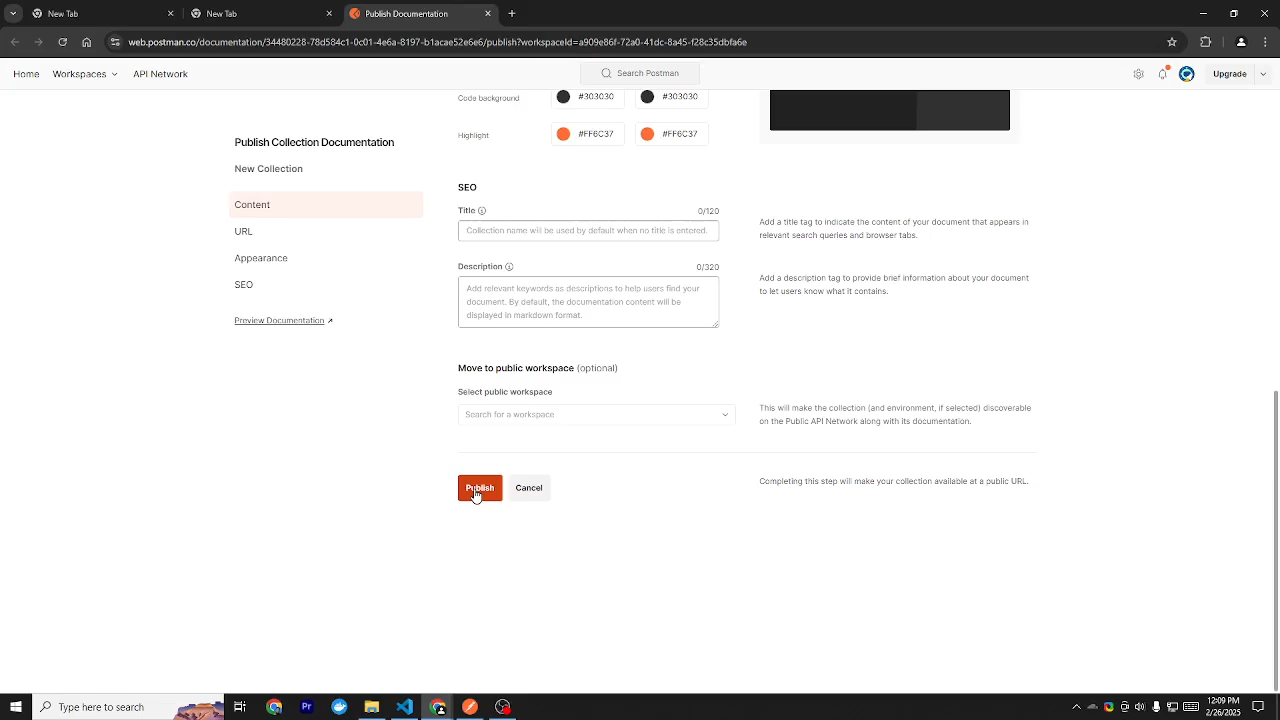 New Tab
New Tab
Publish Documentation
web.postman.co/documentation/34480228-78d584c1-0c01-4e6a-8197-b1acae52e6e6/publish?workspaceId=a909e86f-72a0-41dc-8a45-f28c35dbfa6e
Home
Workspaces
API Network
Search Postman
Upgrade
Code background
#303030
#303030
Highlight
#FF6C37
#FF6C37
Publish Collection Documentation
New Collection
Content
URL
Appearance
SEO
Preview Documentation
SEO
Title
0/120
Collection name will be used by default when no title is entered.
Add a title tag to indicate the content of your document that appears in
relevant search queries and browser tabs.
Description
0/320
Add relevant keywords as descriptions to help users find your
document. By default, the documentation content will be
displayed in markdown format.
Add a description tag to provide brief information about your document
to let users know what it contains.
Move to public workspace (optional)
Select public workspace
Search for a workspace
This will make the collection (and environment, if selected) discoverable
on the Public API Network along with its documentation.
Publish
Cancel
Completing this step will make your collection available at a public URL.
Type here to search
Pr
12:09 PM
2/26/2025